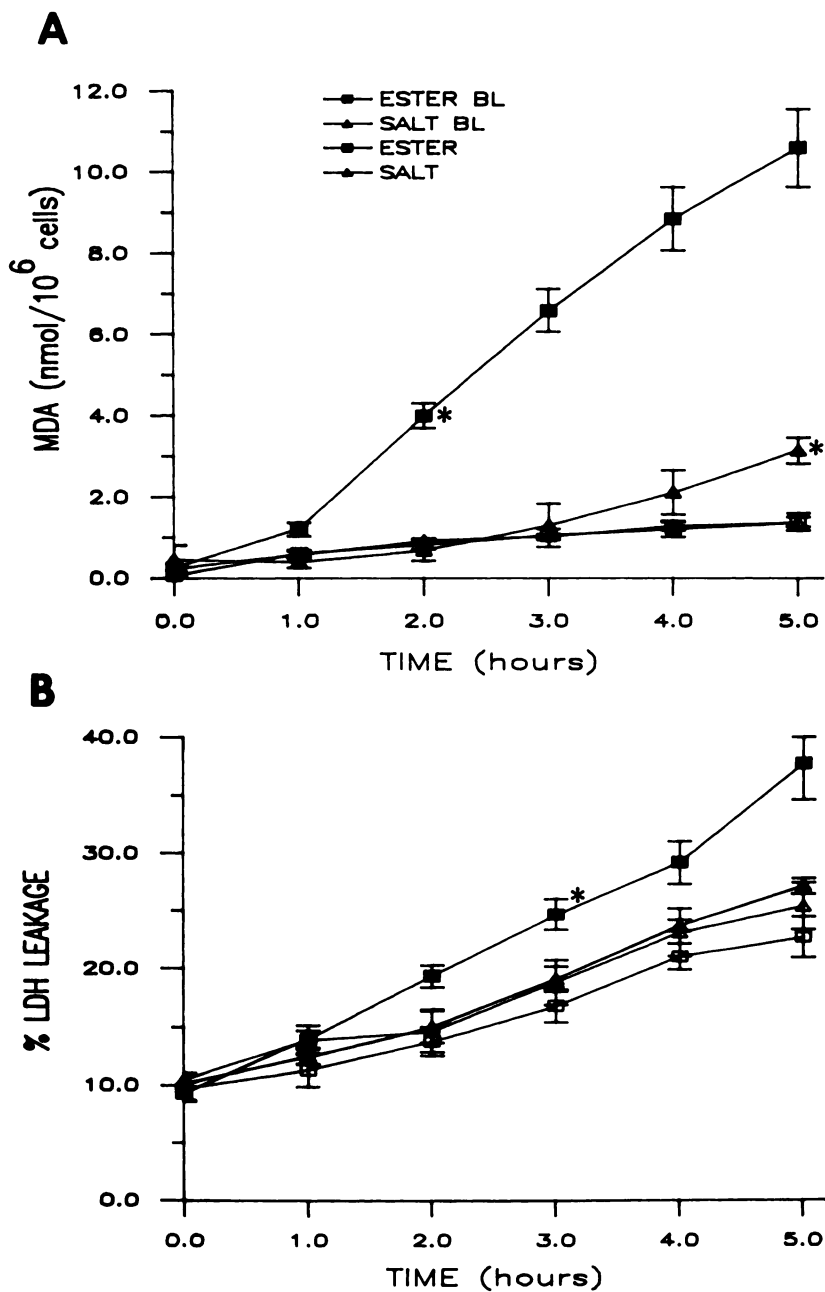 A
12.0
10.0
8.0
6.0
4.0
2.0
0.0
MDA (nmol/10⁶ cells)
ESTER BL
SALT BL
ESTER
SALT
*
*
0.0 1.0 2.0 3.0 4.0 5.0
TIME (hours)
B
40.0
30.0
20.0
10.0
0.0
% LDH LEAKAGE
*
0.0 1.0 2.0 3.0 4.0 5.0
TIME (hours)